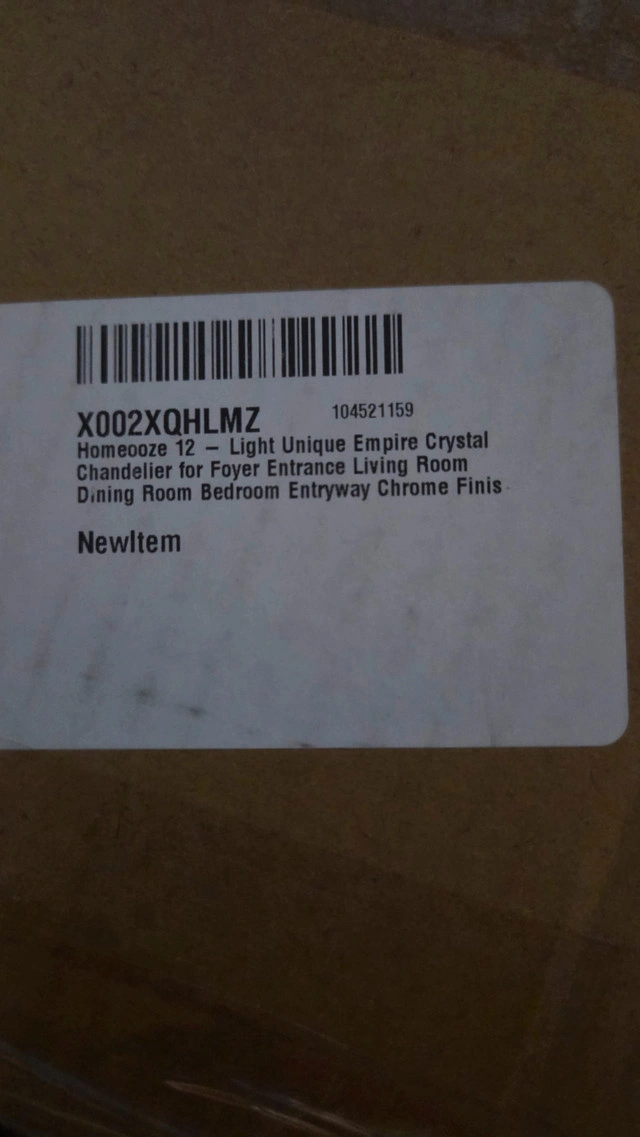 X002XQHLMZ 104521159
Homeooze 12 – Light Unique Empire Crystal
Chandelier for Foyer Entrance Living Room
Dining Room Bedroom Entryway Chrome Finis
NewItem